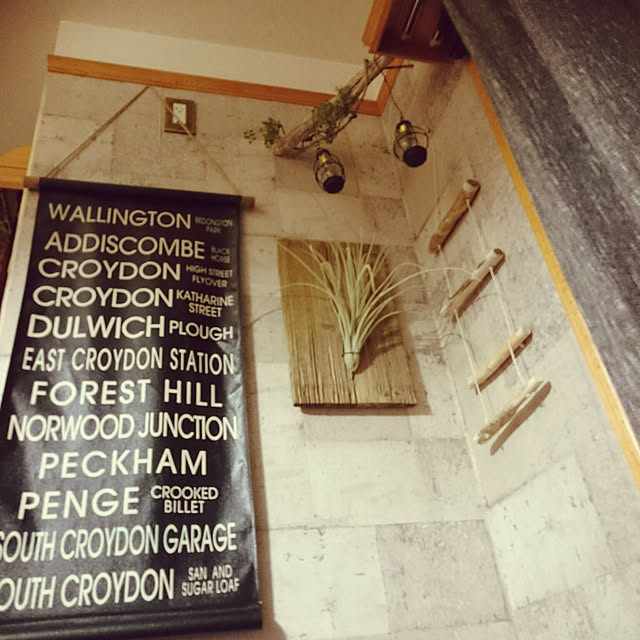 WALLINGTON BEDDINGTON PARK
ADDISCOMBE BLACK HORSE
CROYDON HIGH STREET FLYOVER
CROYDON KATHARINE STREET
DULWICH PLOUGH
EAST CROYDON STATION
FOREST HILL
NORWOOD JUNCTION
PECKHAM
PENGE CROOKED BILLET
SOUTH CROYDON GARAGE
OUTH CROYDON SAN AND SUGAR LOAF